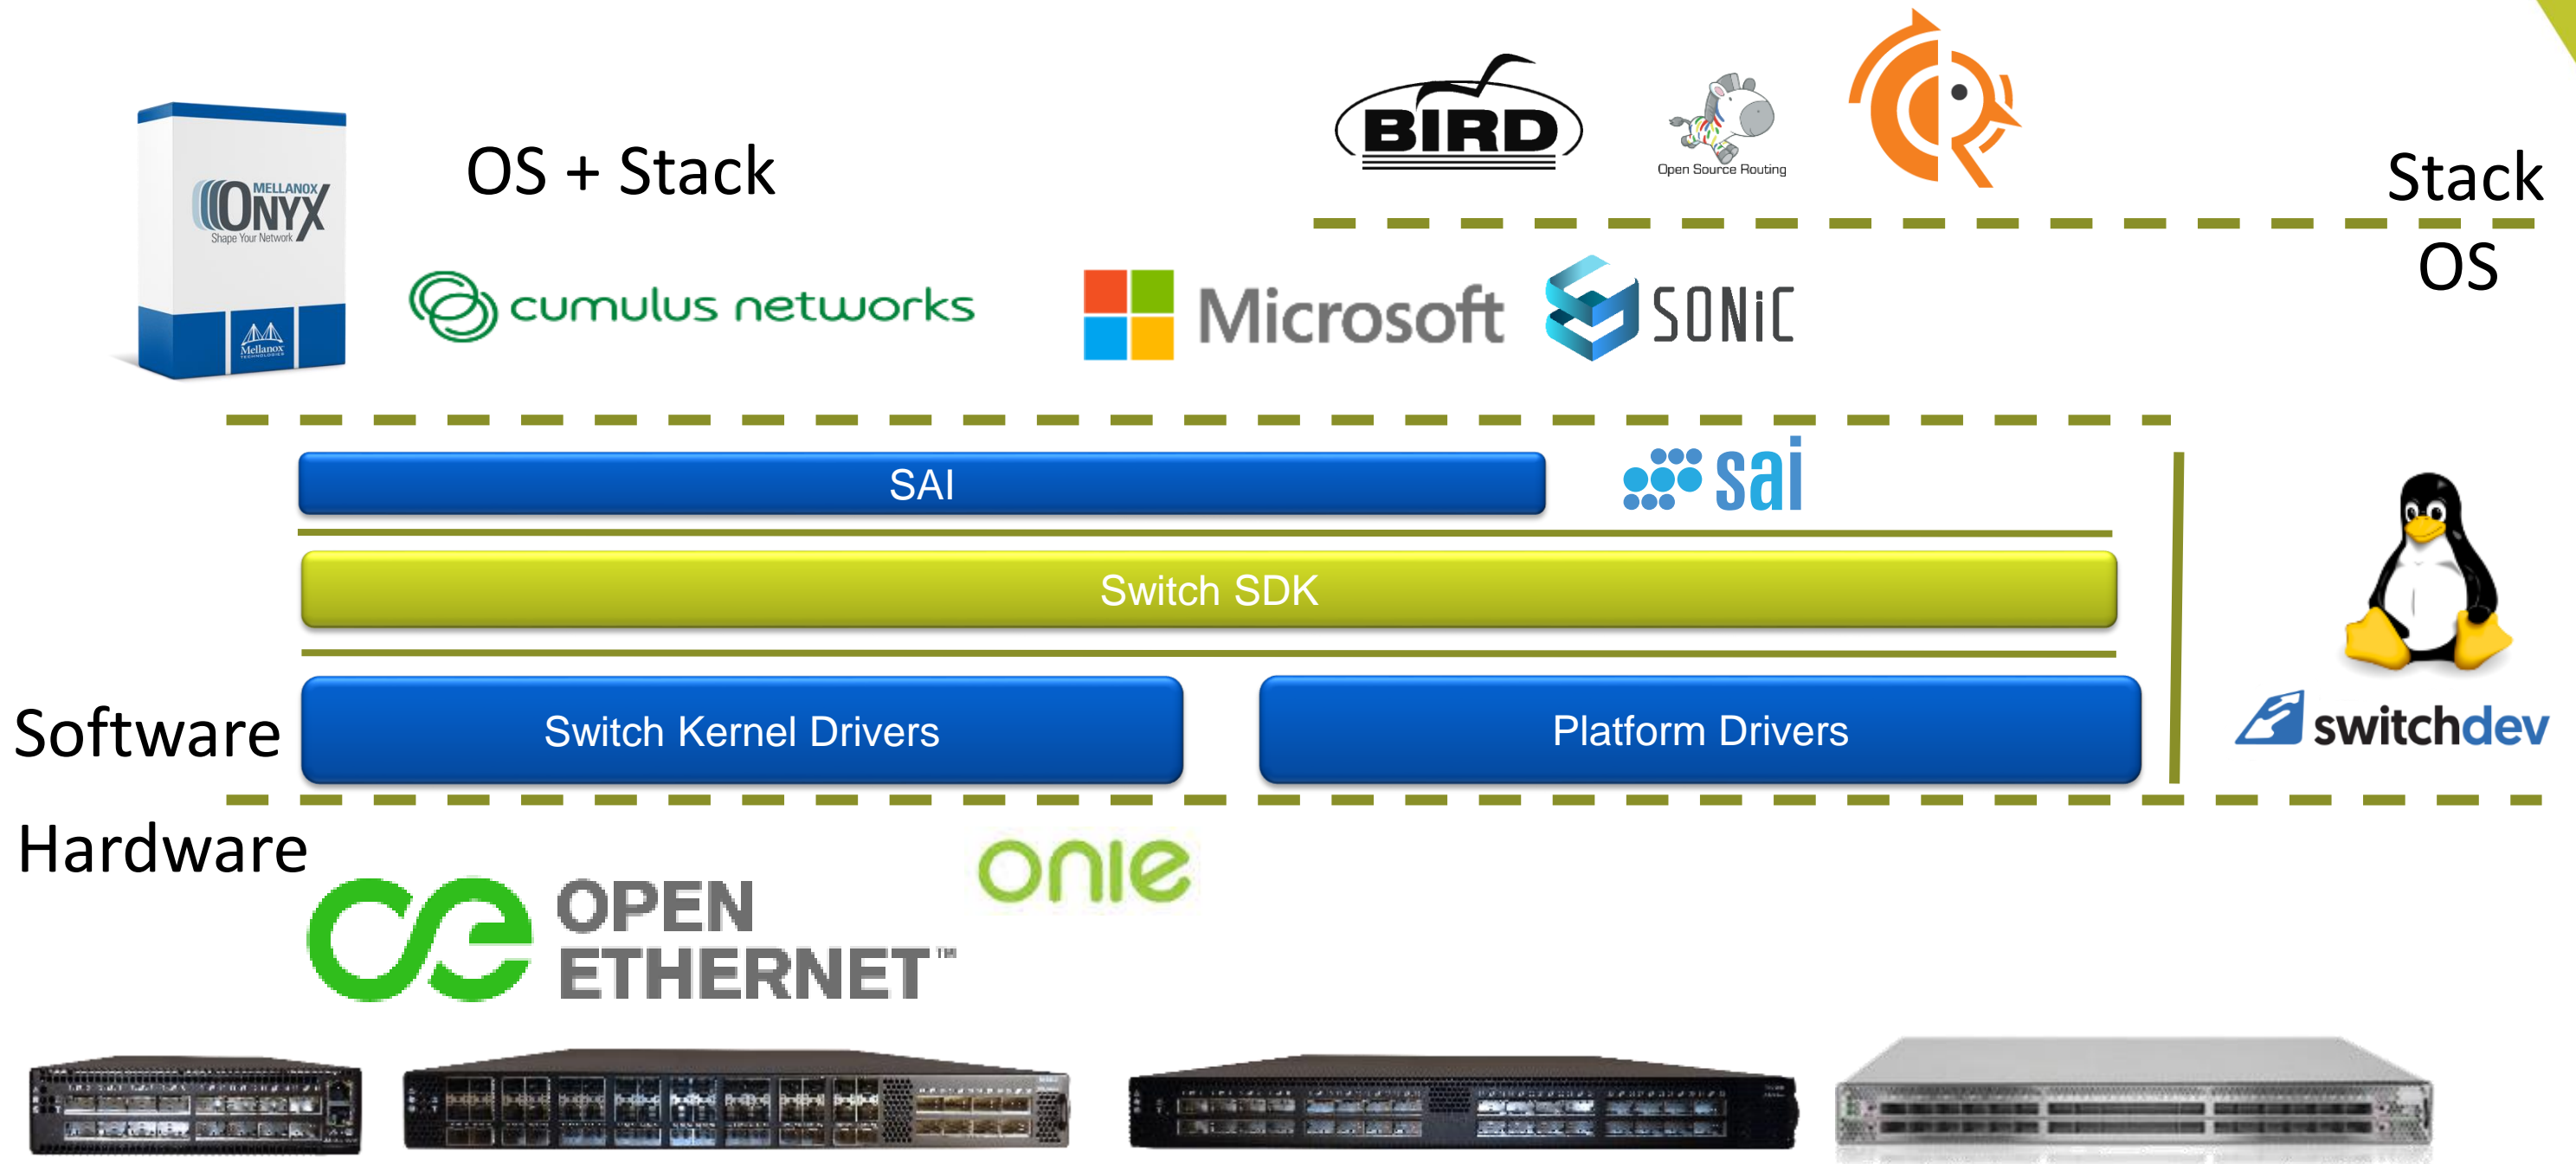 BIRD
Open Source Routing
OS + Stack
Stack
MELLANOX
ONYX
Shape Your Network
OS
cumulus networks
Microsoft
SONiC
Mellanox
TECHNOLOGIES
SAI
sai
Switch SDK
Software
Switch Kernel Drivers
Platform Drivers
switchdev
Hardware
onie
OPEN
ETHERNET™